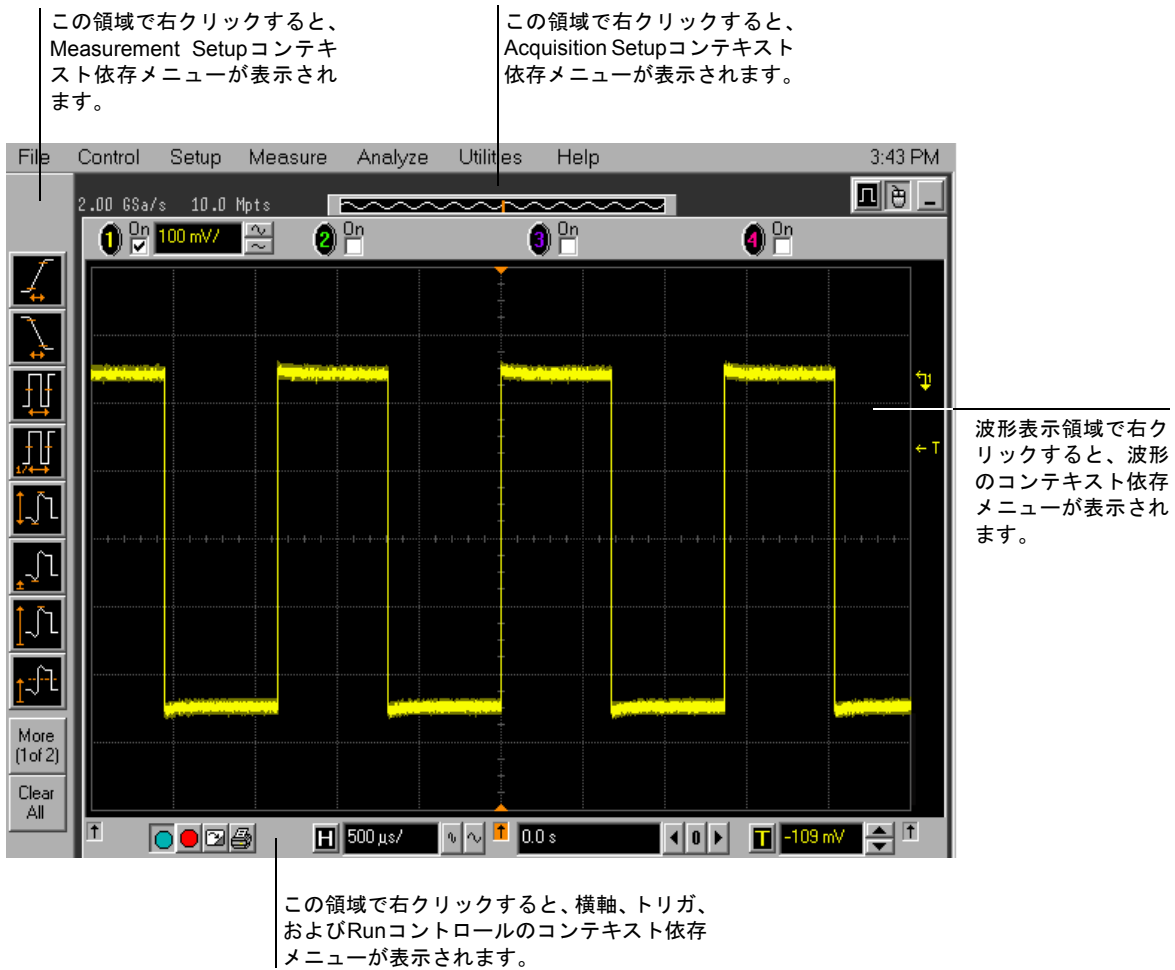 この領域で右クリックすると、
Measurement Setupコンテキ
スト依存メニューが表示され
ます。
この領域で右クリックすると、
Acquisition Setupコンテキスト
依存メニューが表示されます。
File Control Setup Measure Analyze Utilities Help 3:43 PM
2.00 GSa/s 10.0 Mpts
1 On 100 mV/ 2 On 3 On 4 On
1
← T
波形表示領域で右ク
リックすると、波形
のコンテキスト依存
メニューが表示され
ます。
1/
More
(1of 2)
Clear
All
H 500 µs/ 0.0 s 0 T -109 mV
この領域で右クリックすると、横軸、トリガ、
およびRunコントロールのコンテキスト依存
メニューが表示されます。